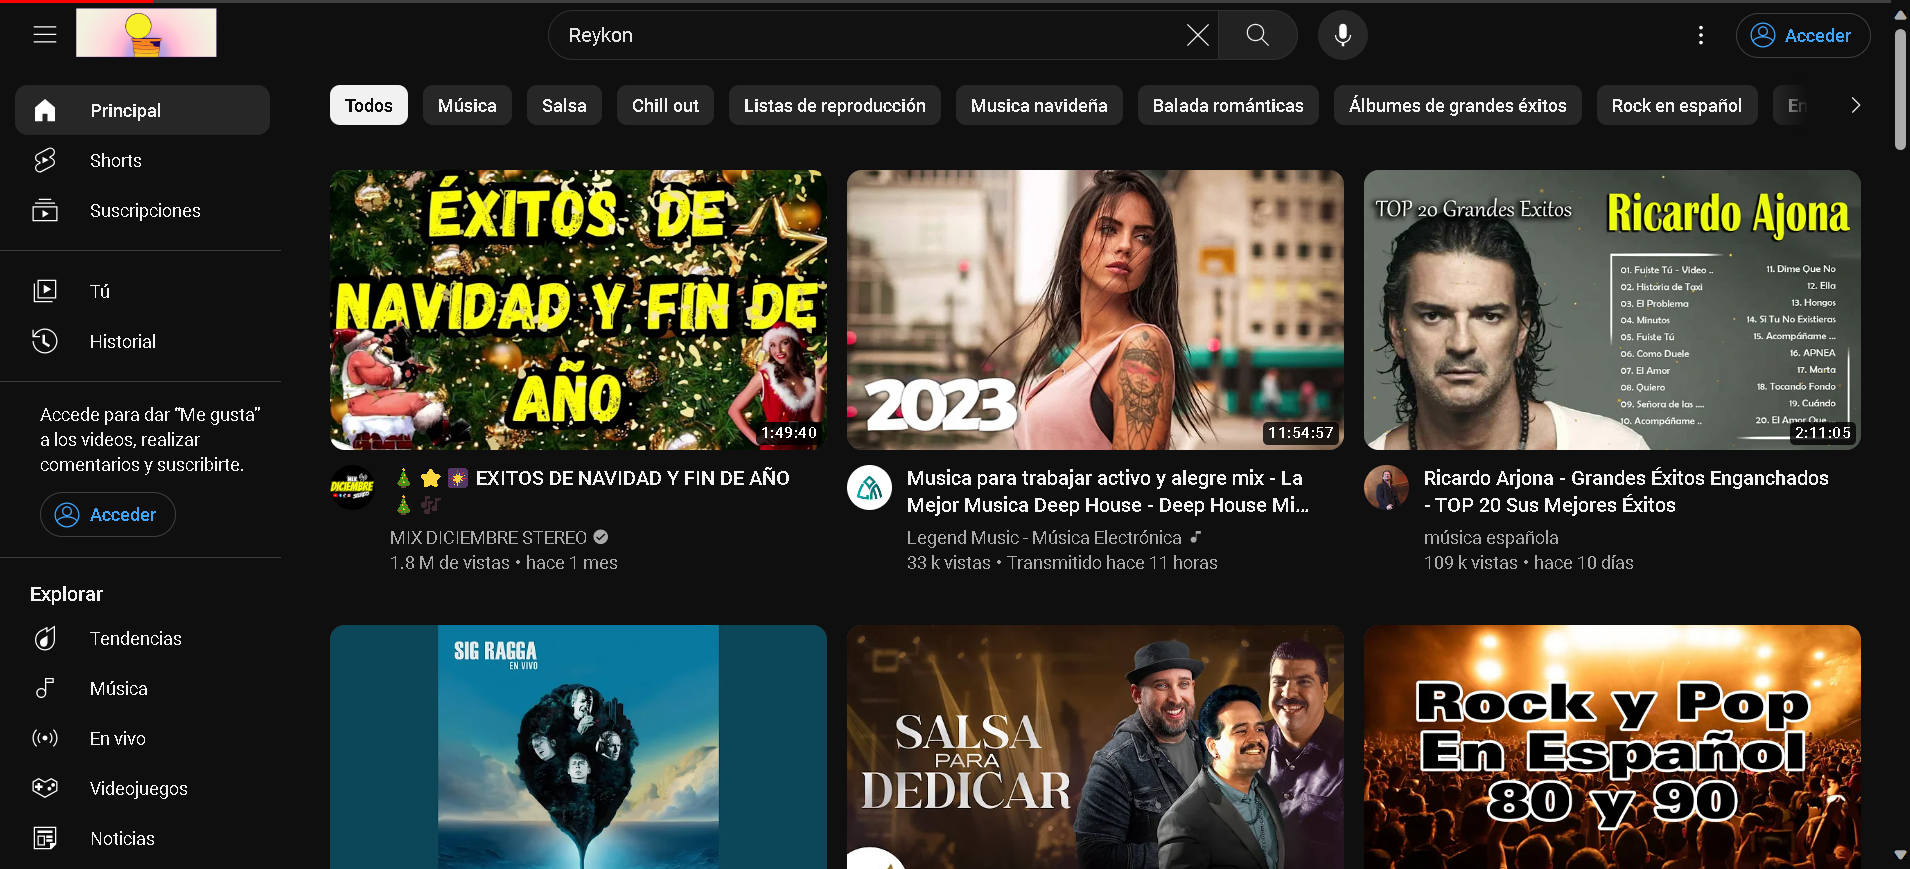 Reykon
Acceder
Principal
Shorts
Suscripciones
Tú
Historial
Accede para dar “Me gusta”
a los videos, realizar
comentarios y suscribirte.
Acceder
Explorar
Tendencias
Música
En vivo
Videojuegos
Noticias
Todos
Música
Salsa
Chill out
Listas de reproducción
Musica navideña
Balada románticas
Álbumes de grandes éxitos
Rock en español
En
ÉXITOS DE
NAVIDAD Y FIN DE
AÑO
1:49:40
MIX
DICIEMBRE
🎄 ⭐ 🎆 EXITOS DE NAVIDAD Y FIN DE AÑO
🎄 🎶
MIX DICIEMBRE STEREO
1.8 M de vistas • hace 1 mes
2023
11:54:57
Musica para trabajar activo y alegre mix - La
Mejor Musica Deep House - Deep House Mi...
Legend Music - Música Electrónica
33 k vistas • Transmitido hace 11 horas
TOP 20 Grandes Exitos
Ricardo Ajona
01. Fuiste Tú - Video ..
02. Historia de Taxi
03. El Problema
04. Minutos
05. Fuiste Tú
06. Como Duele
07. El Amor
08. Quiero
09. Señora de las ....
10. Acompáñame ..
11. Dime Que No
12. Ella
13. Hongos
14. Si Tu No Existieras
15. Acompáñame ...
16. APNEA
17. Marta
18. Tocando Fondo
19. Cuándo
20. El Amor Que ...
2:11:05
Ricardo Arjona - Grandes Éxitos Enganchados
- TOP 20 Sus Mejores Éxitos
música española
109 k vistas • hace 10 días
SIG RAGGA
EN VIVO
SALSA
PARA
DEDICAR
Rock y Pop
En Español
80 y 90